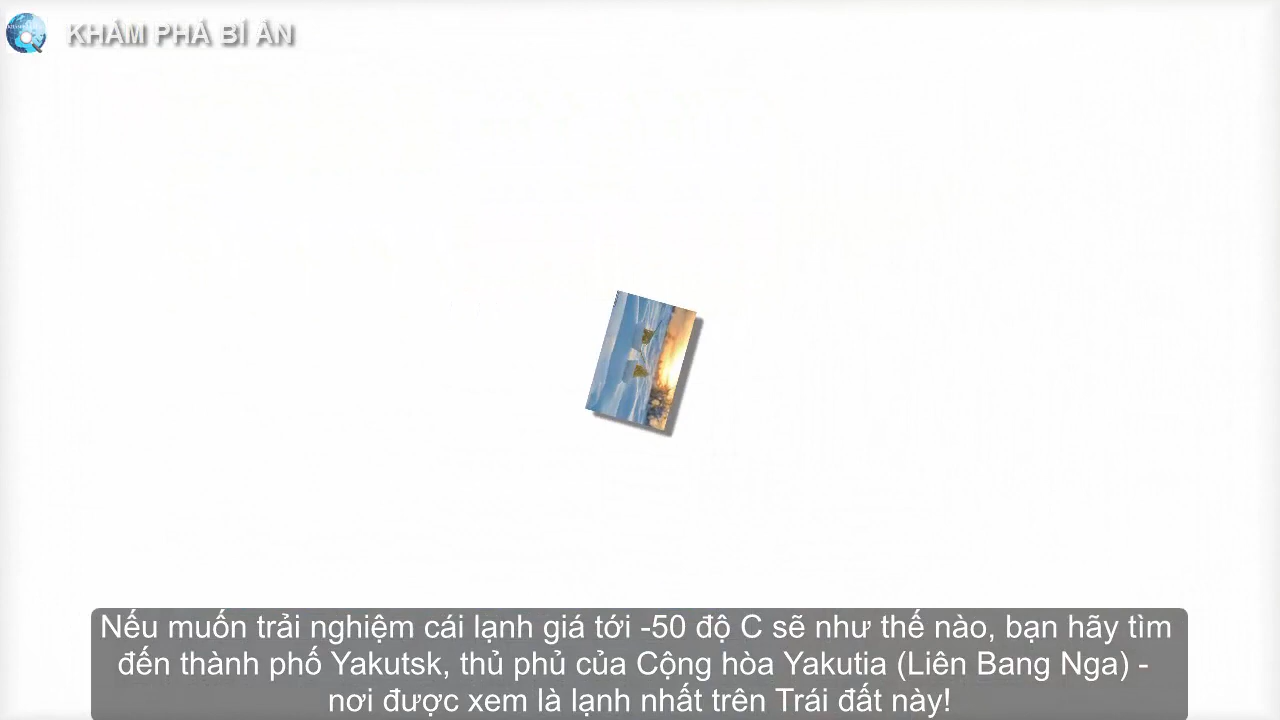 KHÁM PHÁ BÍ ẨN
Nếu muốn trải nghiệm cái lạnh giá tới -50 độ C sẽ như thế nào, bạn hãy tìm
đến thành phố Yakutsk, thủ phủ của Cộng hòa Yakutia (Liên Bang Nga) -
nơi được xem là lạnh nhất trên Trái đất này!